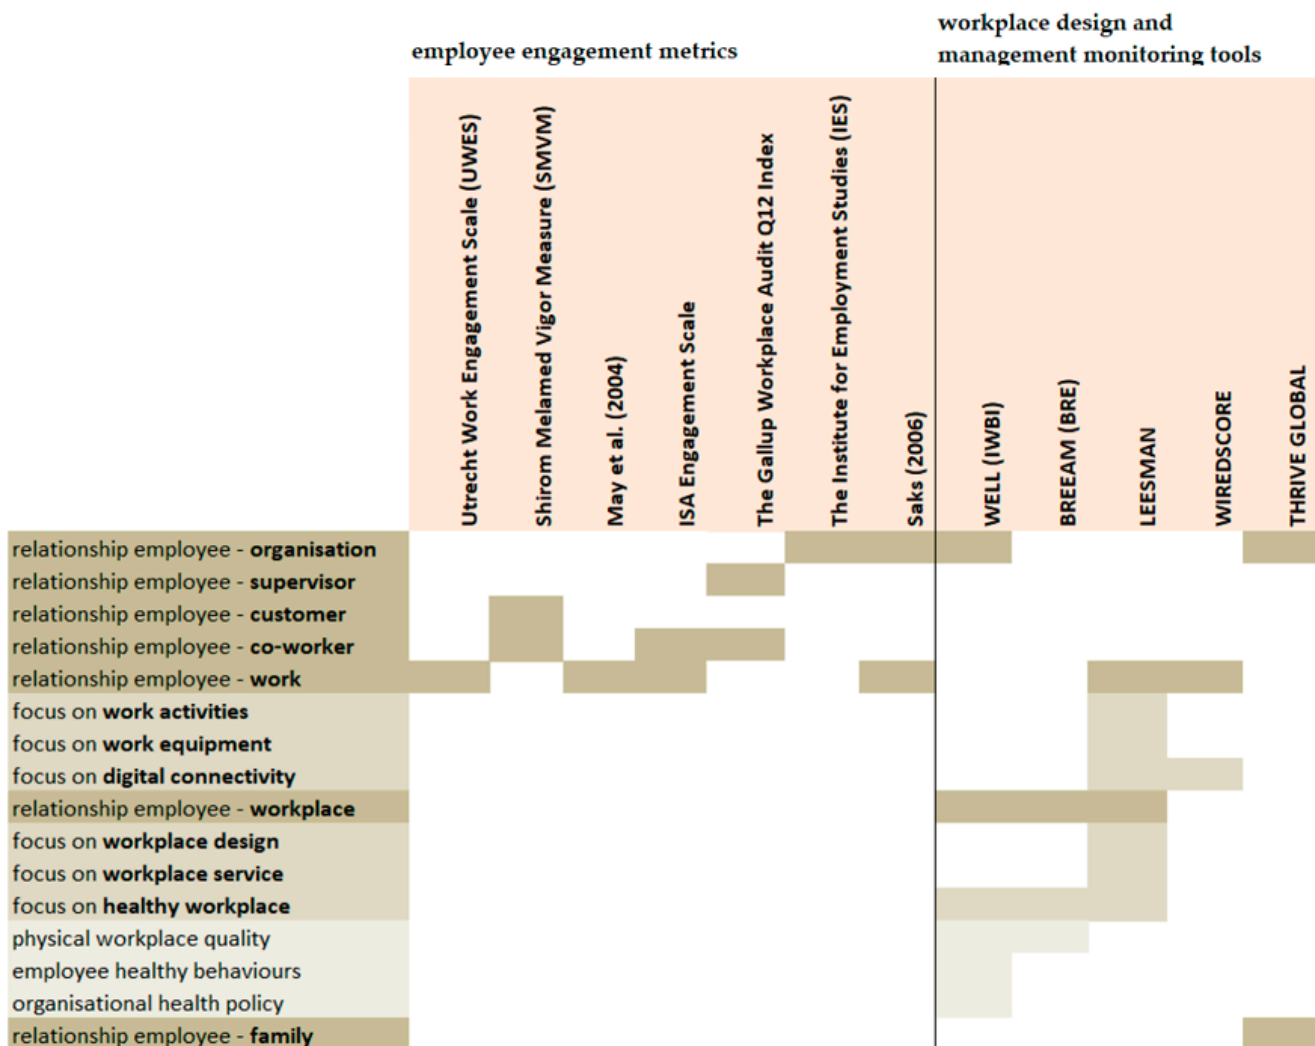 workplace design and
employee engagement metrics
management monitoring tools
Utrecht Work Engagement Scale (UWES)
Shirom Melamed Vigor Measure (SMVM)
May et al. (2004)
ISA Engagement Scale
The Gallup Workplace Audit Q12 Index
The Institute for Employment Studies (IES)
Saks (2006)
WELL (IWBI)
BREEAM (BRE)
LEESMAN
WIREDSCORE
THRIVE GLOBAL
relationship employee - organisation
relationship employee - supervisor
relationship employee - customer
relationship employee - co-worker
relationship employee - work
focus on work activities
focus on work equipment
focus on digital connectivity
relationship employee - workplace
focus on workplace design
focus on workplace service
focus on healthy workplace
physical workplace quality
employee healthy behaviours
organisational health policy
relationship employee - family